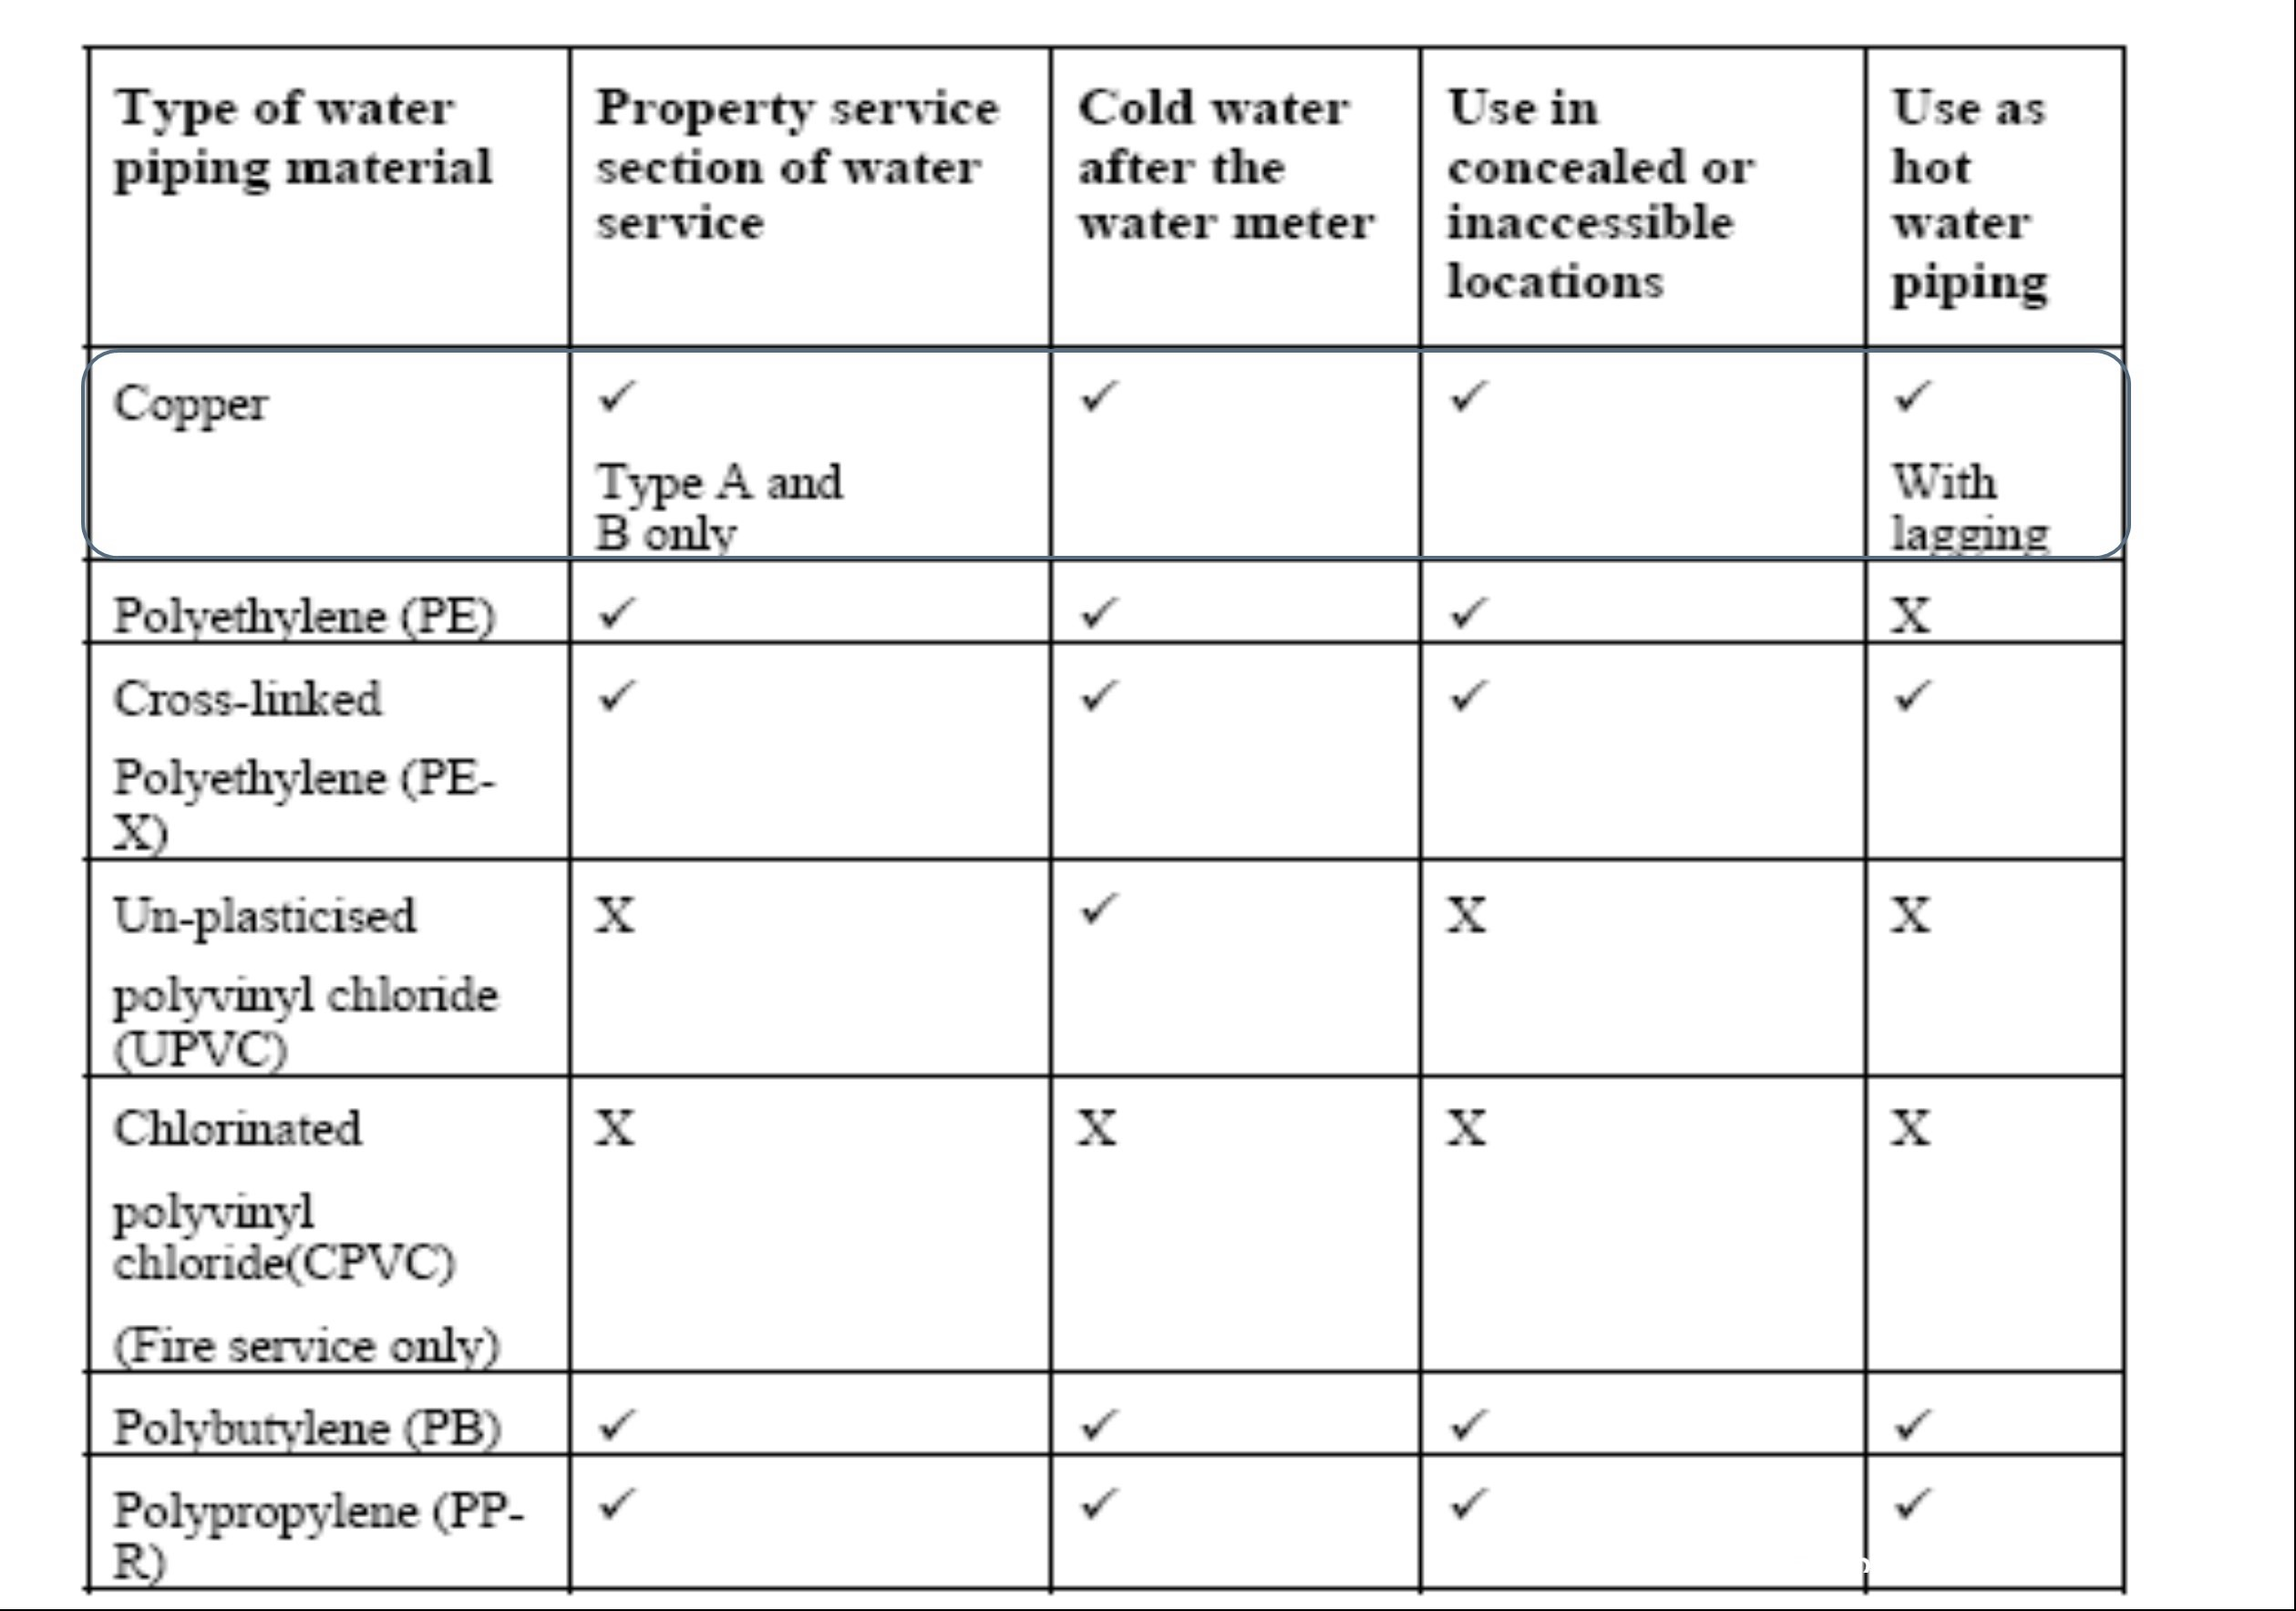 Type of water
piping material
Property service
section of water
service
Cold water
after the
water meter
Use in
concealed or
inaccessible
locations
Use as
hot
water
piping
Copper
✓
Type A and
B only
✓
✓
✓
With
lagging
Polyethylene (PE)
✓
✓
✓
X
Cross-linked
Polyethylene (PE-
X)
✓
✓
✓
✓
Un-plasticised
polyvinyl chloride
(UPVC)
X
✓
X
X
Chlorinated
polyvinyl
chloride(CPVC)
(Fire service only)
X
X
X
X
Polybutylene (PB)
✓
✓
✓
✓
Polypropylene (PP-
R)
✓
✓
✓
✓